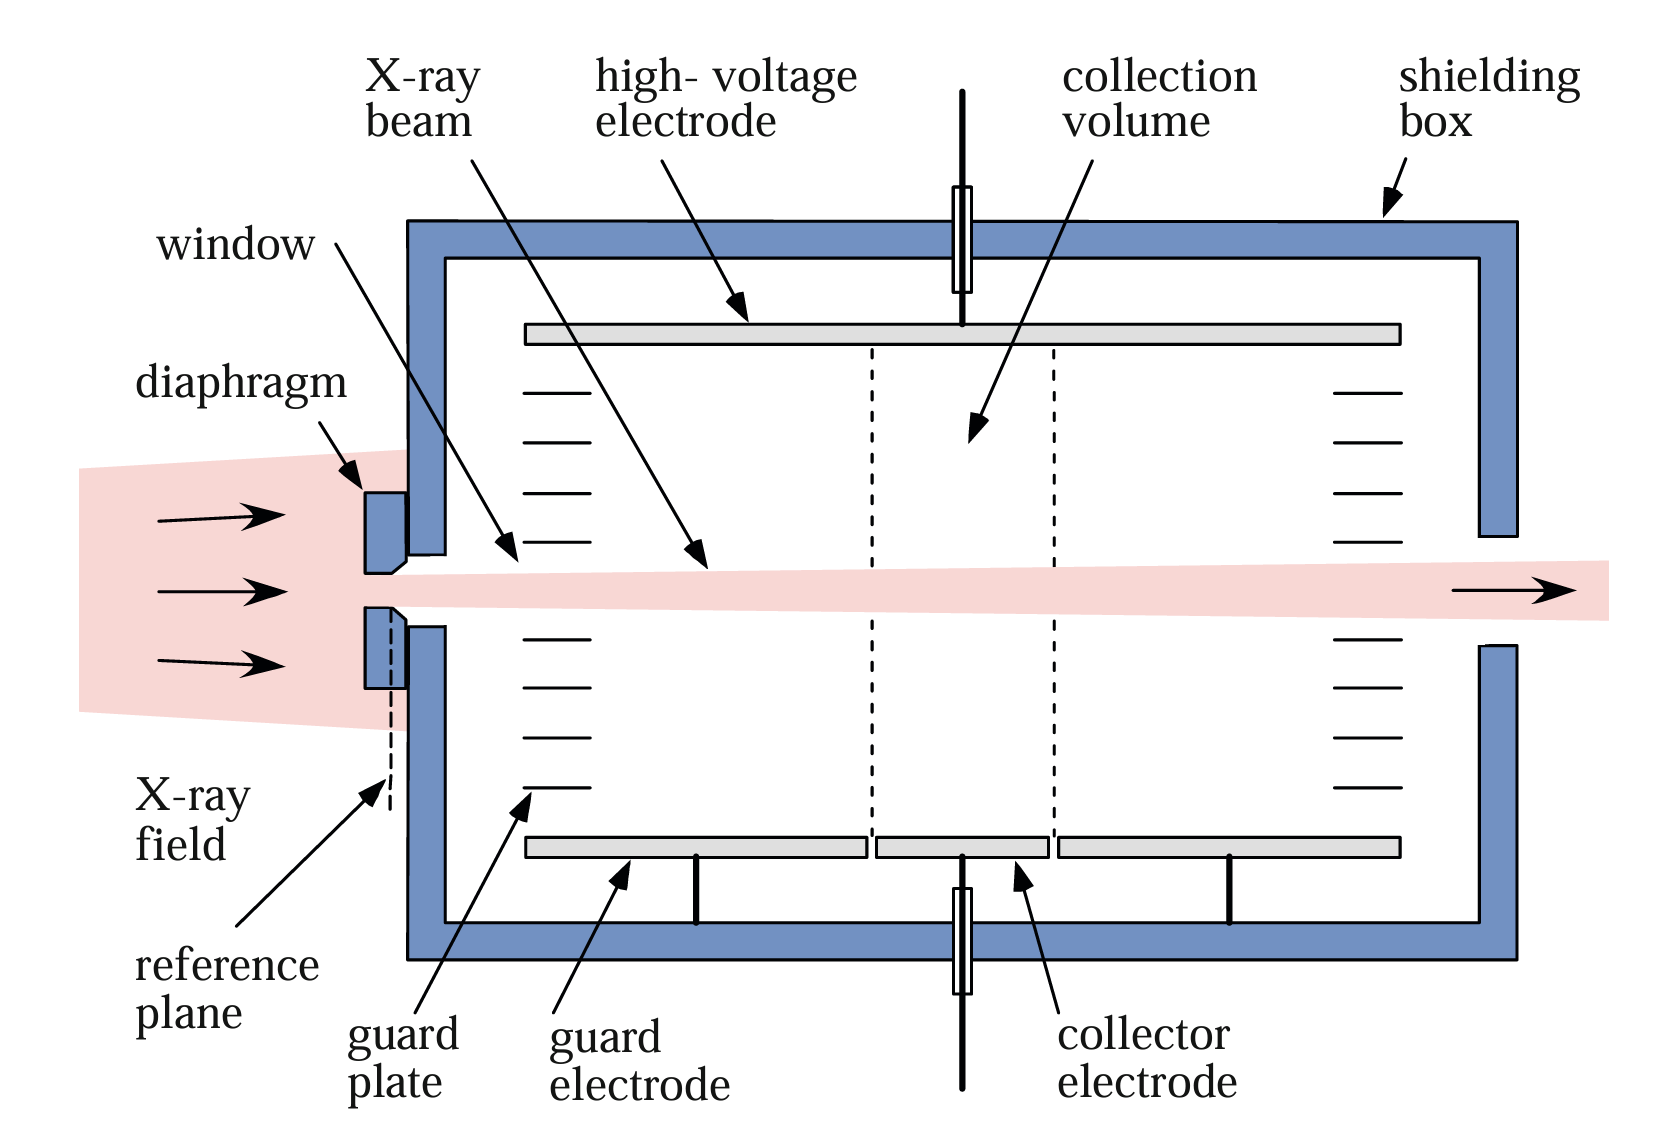 X-ray
beam
high- voltage
electrode
collection
volume
shielding
box
window
diaphragm
X-ray
field
reference
plane
guard
plate
guard
electrode
collector
electrode